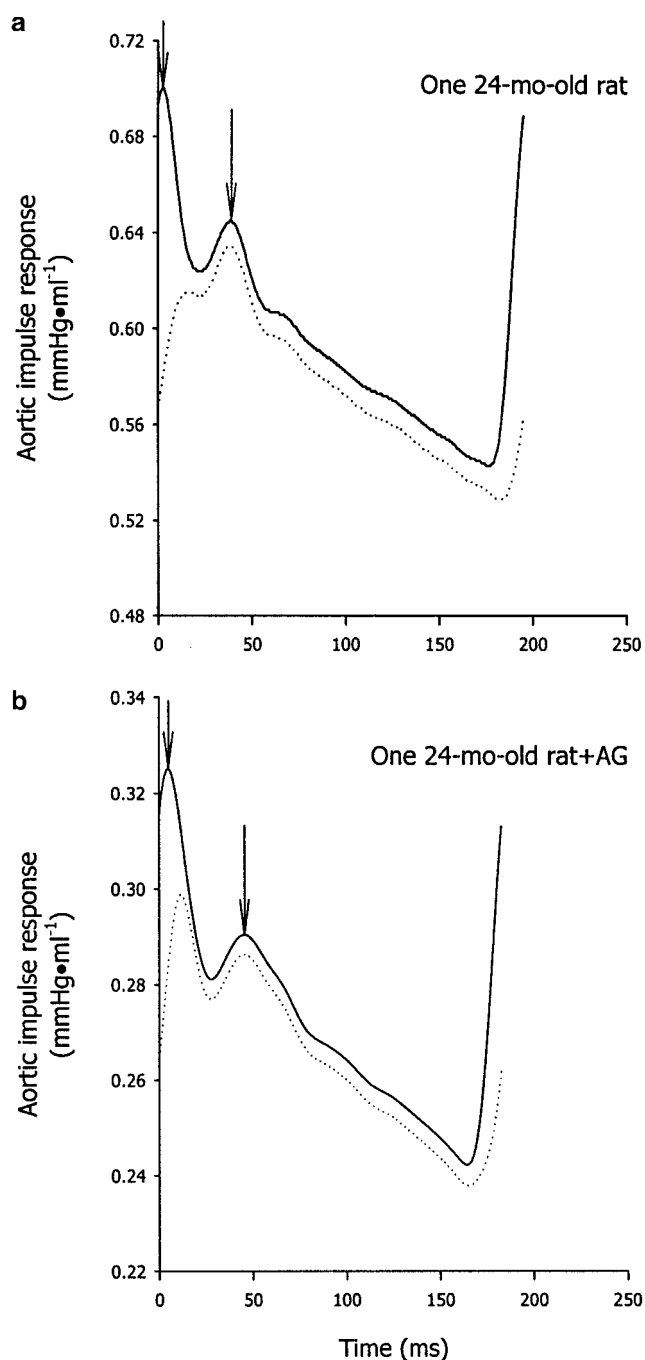 a
One 24-mo-old rat
Aortic impulse response
(mmHg•ml⁻¹)
0.72
0.68
0.64
0.60
0.56
0.52
0.48
0 50 100 150 200 250
b
One 24-mo-old rat+AG
Aortic impulse response
(mmHg•ml⁻¹)
0.34
0.32
0.30
0.28
0.26
0.24
0.22
0 50 100 150 200 250
Time (ms)